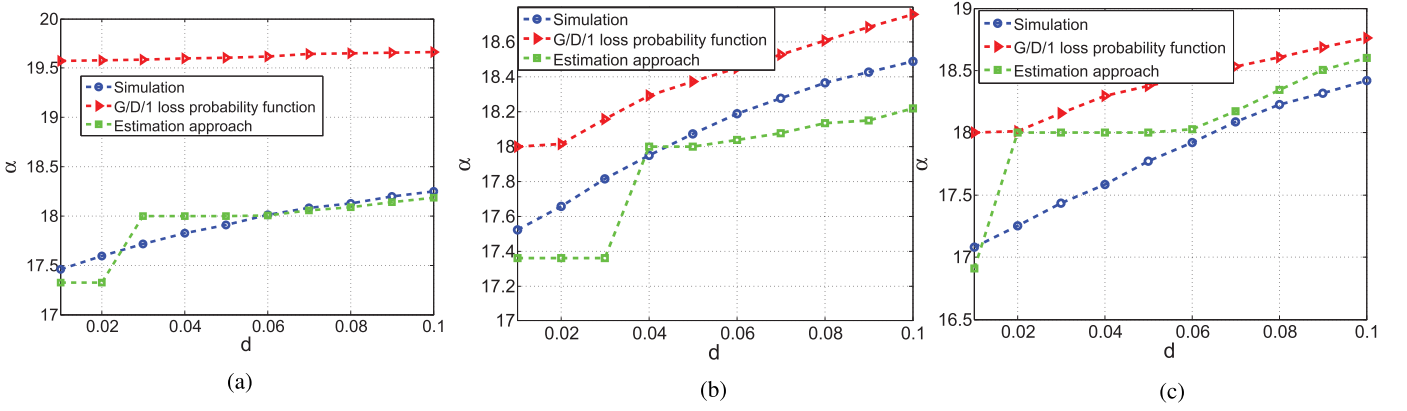 20
19.5
19
18.5
18
17.5
17
α
Simulation
G/D/1 loss probability function
Estimation approach
0.02
0.04
0.06
0.08
0.1
d
(a)
18.6
18.4
18.2
18
17.8
17.6
17.4
17.2
17
α
Simulation
G/D/1 loss probability function
Estimation approach
0.02
0.04
0.06
0.08
0.1
d
(b)
19
18.5
18
17.5
17
16.5
α
Simulation
G/D/1 loss probability function
Estimation approach
0.02
0.04
0.06
0.08
0.1
d
(c)